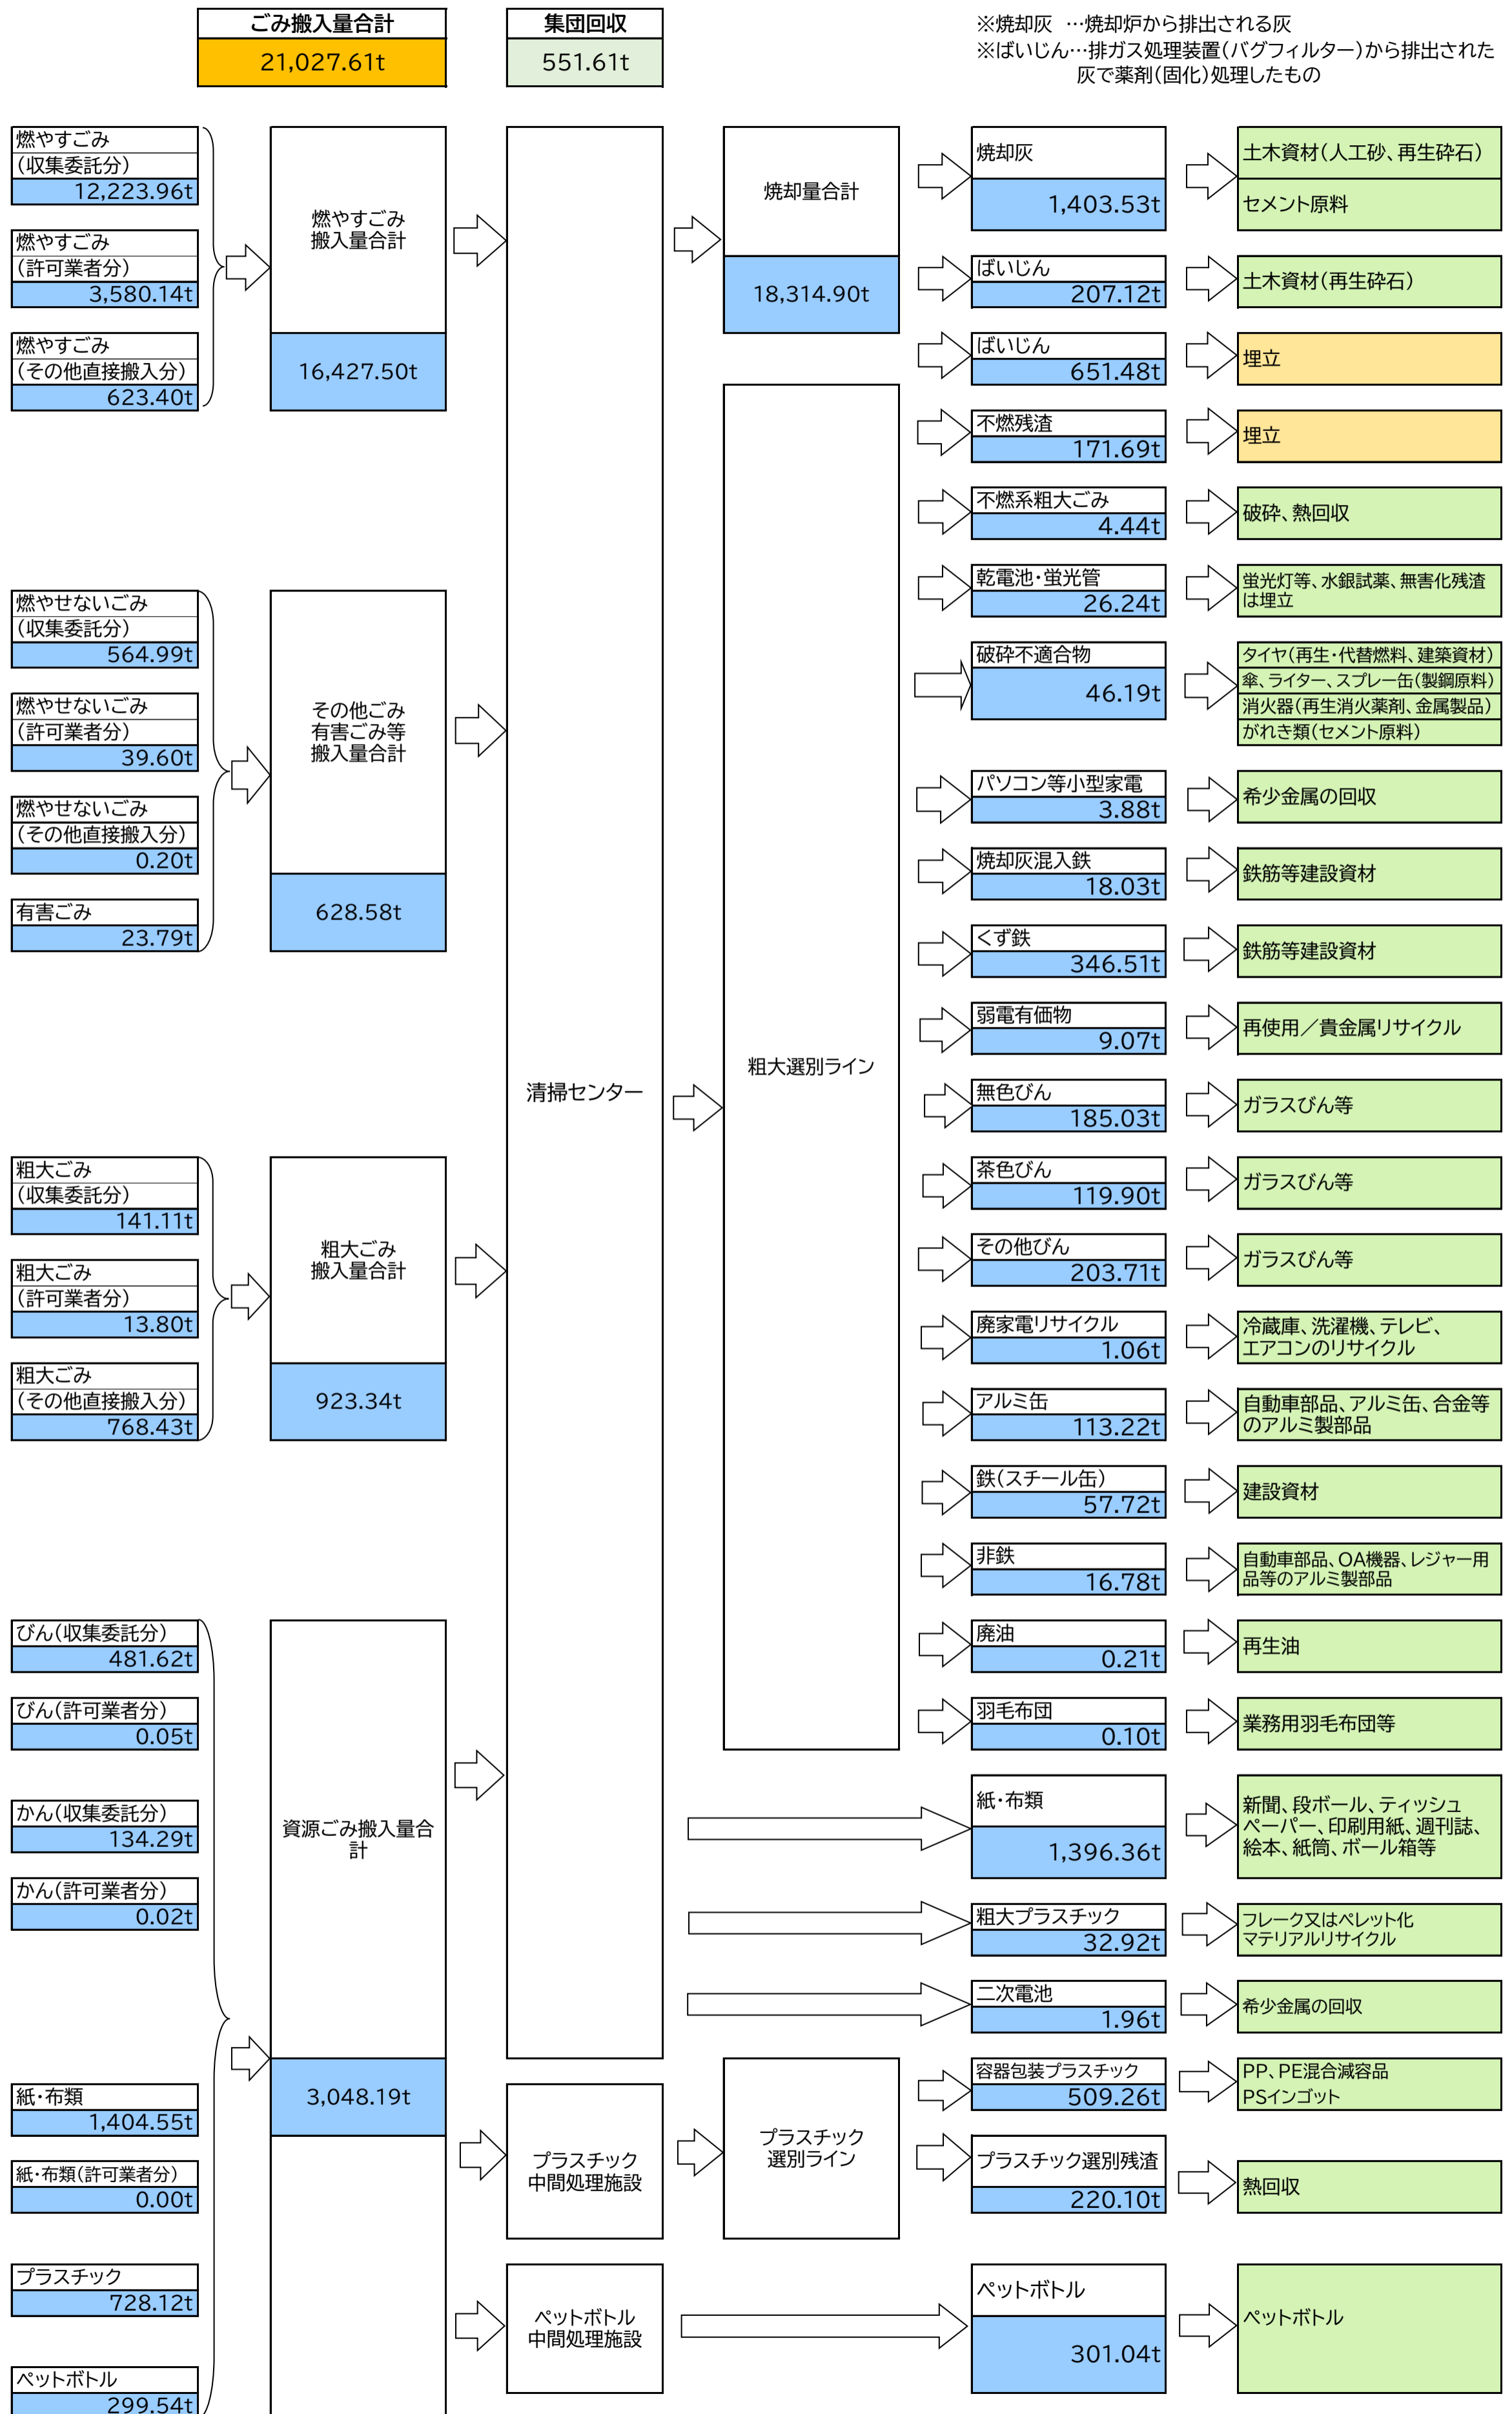 ごみ搬入量合計
21,027.61t
集団回収
551.61t
※焼却灰　…焼却炉から排出される灰
※ばいじん…排ガス処理装置（バグフィルター）から排出された
灰で薬剤（固化）処理したもの
燃やすごみ
（収集委託分）
12,223.96t
燃やすごみ
（許可業者分）
3,580.14t
燃やすごみ
（その他直接搬入分）
623.40t
燃やすごみ
搬入量合計
16,427.50t
燃やせないごみ
（収集委託分）
564.99t
燃やせないごみ
（許可業者分）
39.60t
燃やせないごみ
（その他直接搬入分）
0.20t
有害ごみ
23.79t
その他ごみ
有害ごみ等
搬入量合計
628.58t
粗大ごみ
（収集委託分）
141.11t
粗大ごみ
（許可業者分）
13.80t
粗大ごみ
（その他直接搬入分）
768.43t
粗大ごみ
搬入量合計
923.34t
びん（収集委託分）
481.62t
びん（許可業者分）
0.05t
かん（収集委託分）
134.29t
かん（許可業者分）
0.02t
紙・布類
1,404.55t
紙・布類（許可業者分）
0.00t
プラスチック
728.12t
ペットボトル
299.54t
資源ごみ搬入量合
計
3,048.19t
清掃センター
プラスチック
中間処理施設
ペットボトル
中間処理施設
焼却量合計
18,314.90t
粗大選別ライン
プラスチック
選別ライン
焼却灰
1,403.53t
土木資材（人工砂、再生砕石）
セメント原料
ばいじん
207.12t
土木資材（再生砕石）
ばいじん
651.48t
埋立
不燃残渣
171.69t
埋立
不燃系粗大ごみ
4.44t
破砕、熱回収
乾電池・蛍光管
26.24t
蛍光灯等、水銀試薬、無害化残渣
は埋立
破砕不適合物
46.19t
タイヤ（再生・代替燃料、建築資材）
傘、ライター、スプレー缶（製鋼原料）
消火器（再生消火薬剤、金属製品）
がれき類（セメント原料）
パソコン等小型家電
3.88t
希少金属の回収
焼却灰混入鉄
18.03t
鉄筋等建設資材
くず鉄
346.51t
鉄筋等建設資材
弱電有価物
9.07t
再使用／貴金属リサイクル
無色びん
185.03t
ガラスびん等
茶色びん
119.90t
ガラスびん等
その他びん
203.71t
ガラスびん等
廃家電リサイクル
1.06t
冷蔵庫、洗濯機、テレビ、
エアコンのリサイクル
アルミ缶
113.22t
自動車部品、アルミ缶、合金等
のアルミ製部品
鉄（スチール缶）
57.72t
建設資材
非鉄
16.78t
自動車部品、OA機器、レジャー用
品等のアルミ製部品
廃油
0.21t
再生油
羽毛布団
0.10t
業務用羽毛布団等
紙・布類
1,396.36t
新聞、段ボール、ティッシュ
ペーパー、印刷用紙、週刊誌、
絵本、紙筒、ボール箱等
粗大プラスチック
32.92t
フレーク又はペレット化
マテリアルリサイクル
二次電池
1.96t
希少金属の回収
容器包装プラスチック
509.26t
PP、PE混合減容品
PSインゴット
プラスチック選別残渣
220.10t
熱回収
ペットボトル
301.04t
ペットボトル